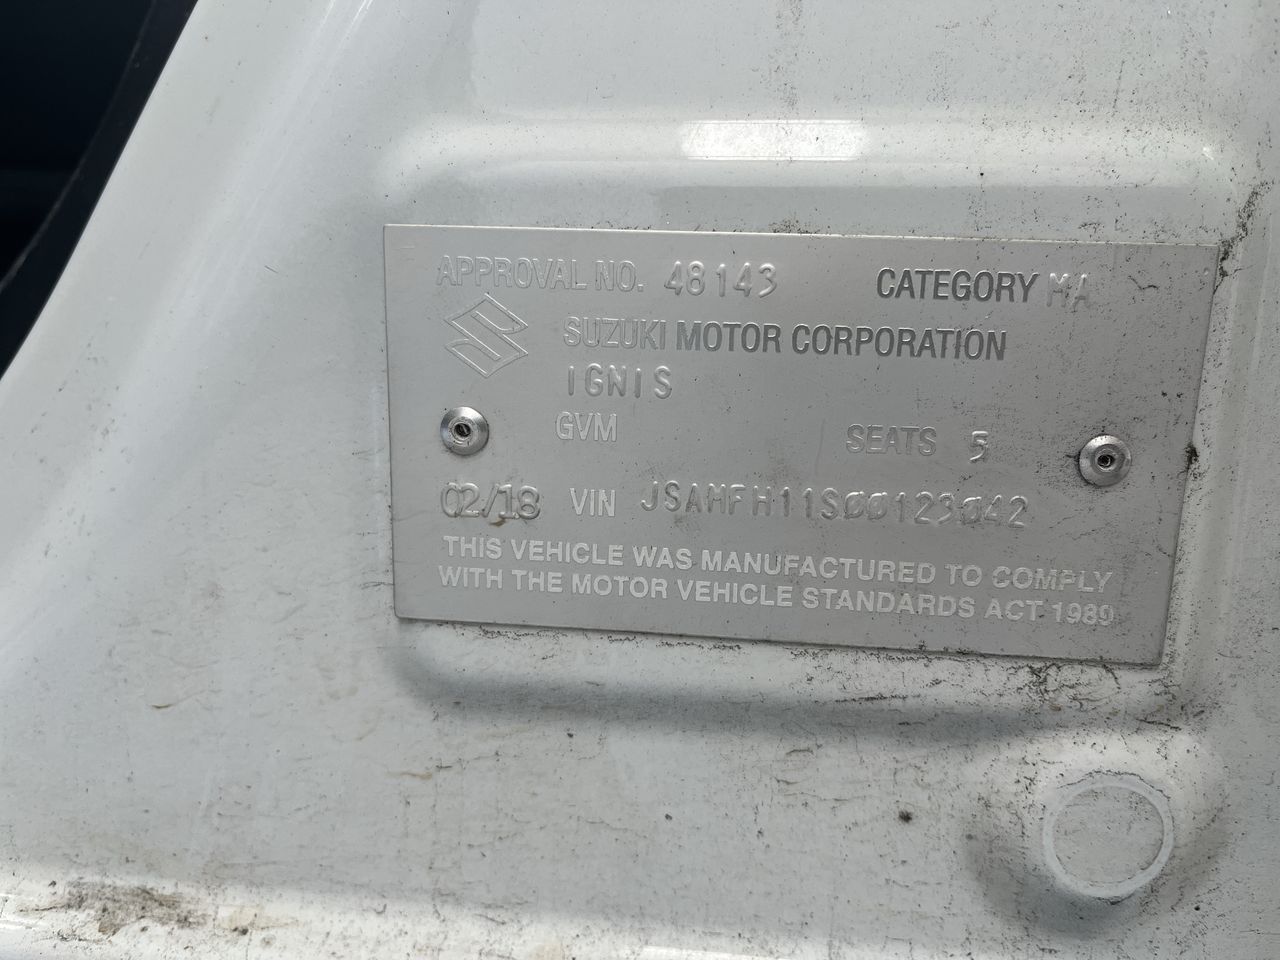 APPROVAL NO. 48143 CATEGORY MA
SUZUKI MOTOR CORPORATION
IGNIS
GVM SEATS 5
02/18 VIN JSAMFH11S00123042
THIS VEHICLE WAS MANUFACTURED TO COMPLY
WITH THE MOTOR VEHICLE STANDARDS ACT 1989